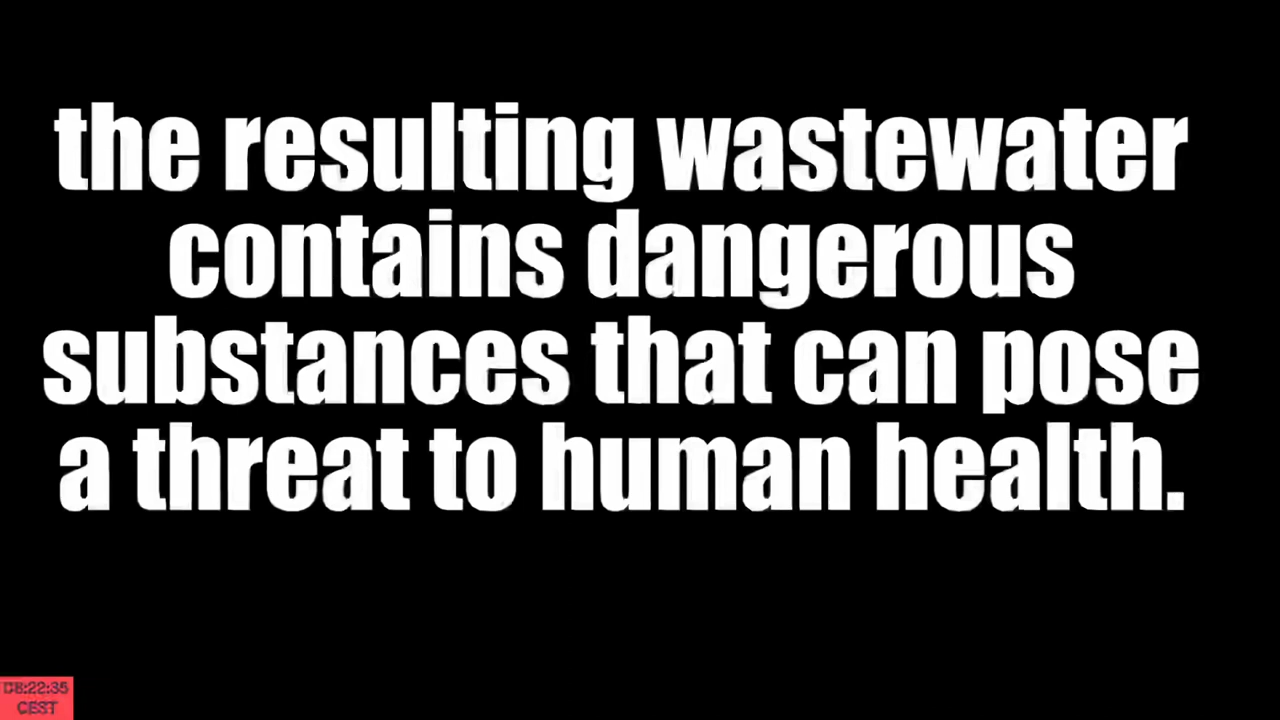 the resulting wastewater
contains dangerous
substances that can pose
a threat to human health.
CEST